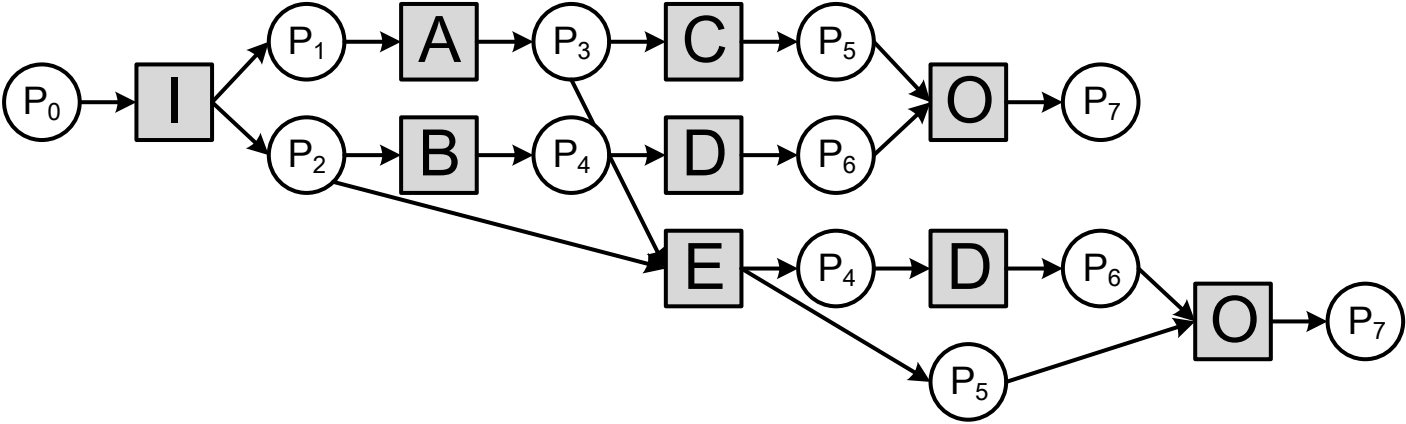 P₁ A P₃ C P₅
P₀ I O P₇
P₂ B P₄ D P₆
E P₄ D P₆
O P₇
P₅